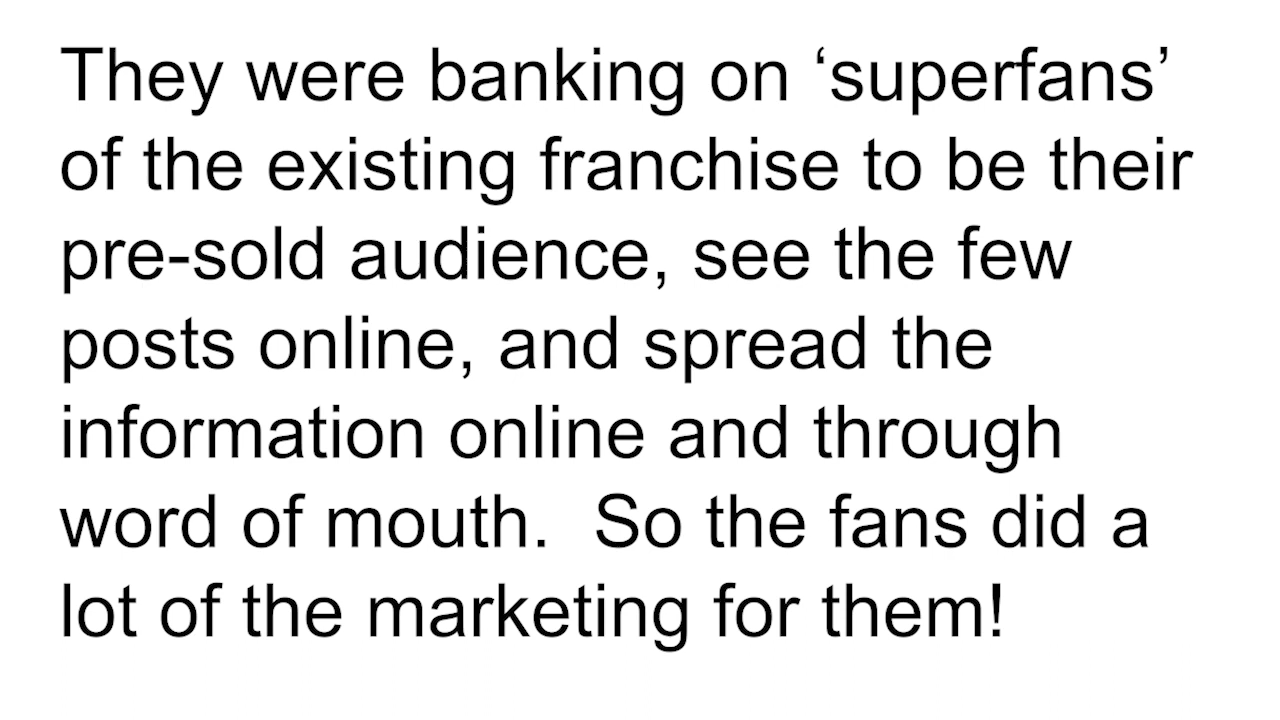 They were banking on ‘superfans’
of the existing franchise to be their
pre-sold audience, see the few
posts online, and spread the
information online and through
word of mouth.  So the fans did a
lot of the marketing for them!